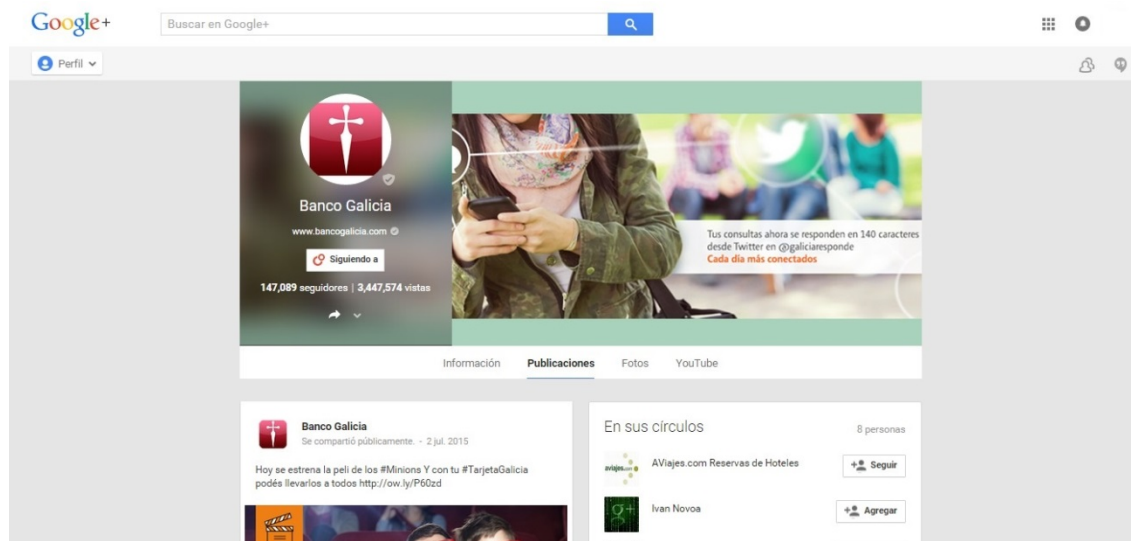 Google+
Buscar en Google+
Perfil
Banco Galicia
www.bancogalicia.com
Siguiendo a
147,089 seguidores | 3,447,574 vistas
Tus consultas ahora se responden en 140 caracteres
desde Twitter en @galiciaresponde
Cada día más conectados
Información Publicaciones Fotos YouTube
Banco Galicia
Se compartió públicamente. - 2 jul. 2015
Hoy se estrena la peli de los #Minions Y con tu #TarjetaGalicia
podés llevarlos a todos http://ow.ly/P60zd
En sus círculos 8 personas
aviajes.com
AViajes.com Reservas de Hoteles
Seguir
g+
Ivan Novoa
Agregar